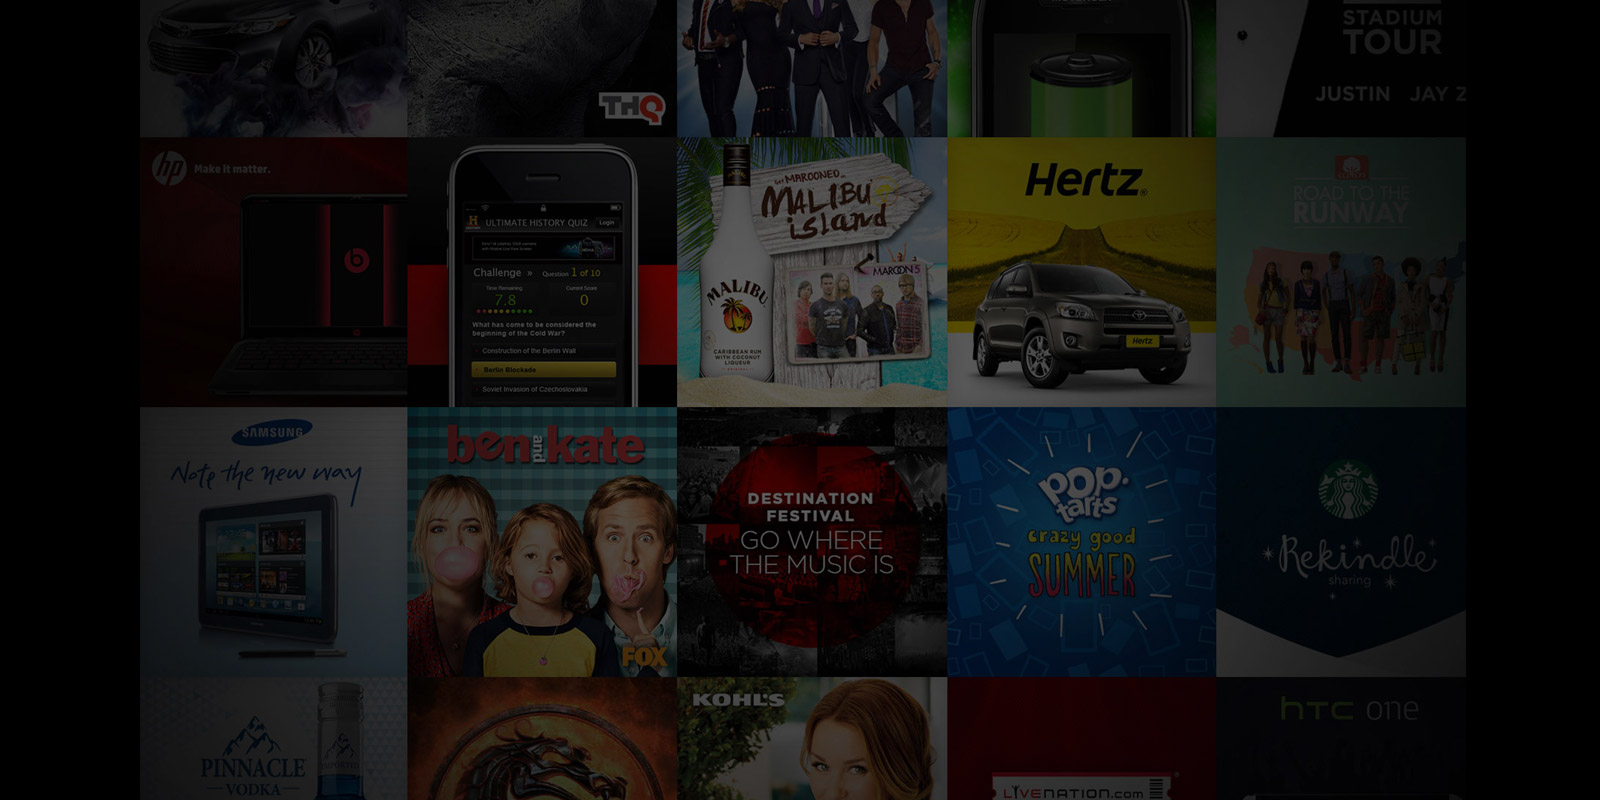 STADIUM
TOUR
JUSTIN JAY Z
THQ
hp Make it matter.
ULTIMATE HISTORY QUIZ
Login
Challenge »
Question 1 of 10
Time Remaining
Current Score
7.8
0
What has come to be considered the
beginning of the Cold War?
Construction of the Berlin Wall
Berlin Blockade
Soviet Invasion of Czechoslovakia
MAROONED
MALIBU
island
MAROON 5
MALIBU
CARIBBEAN RUM
WITH COCONUT
LIQUEUR
Hertz
Hertz
ROAD TO THE
RUNWAY
SAMSUNG
Note the new way
ben and kate
FOX
DESTINATION
FESTIVAL
GO WHERE
THE MUSIC IS
POP.
tarts
crazy good
SUMMER
Rekindle
sharing
PINNACLE
VODKA
KOHL'S
LIVENATION.com
hTC one